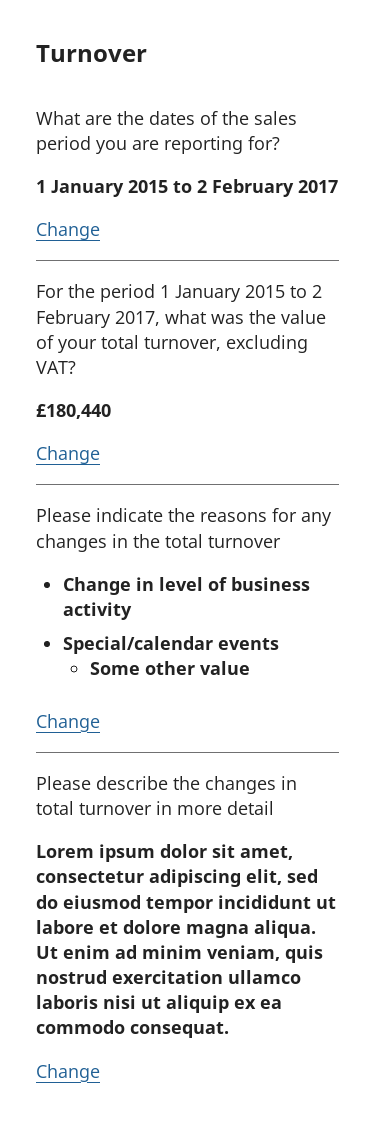 Turnover
What are the dates of the sales
period you are reporting for?
1 January 2015 to 2 February 2017
Change
For the period 1 January 2015 to 2
February 2017, what was the value
of your total turnover, excluding
VAT?
£180,440
Change
Please indicate the reasons for any
changes in the total turnover
Change in level of business
activity
Special/calendar events
Some other value
Change
Please describe the changes in
total turnover in more detail
Lorem ipsum dolor sit amet,
consectetur adipiscing elit, sed
do eiusmod tempor incididunt ut
labore et dolore magna aliqua.
Ut enim ad minim veniam, quis
nostrud exercitation ullamco
laboris nisi ut aliquip ex ea
commodo consequat.
Change